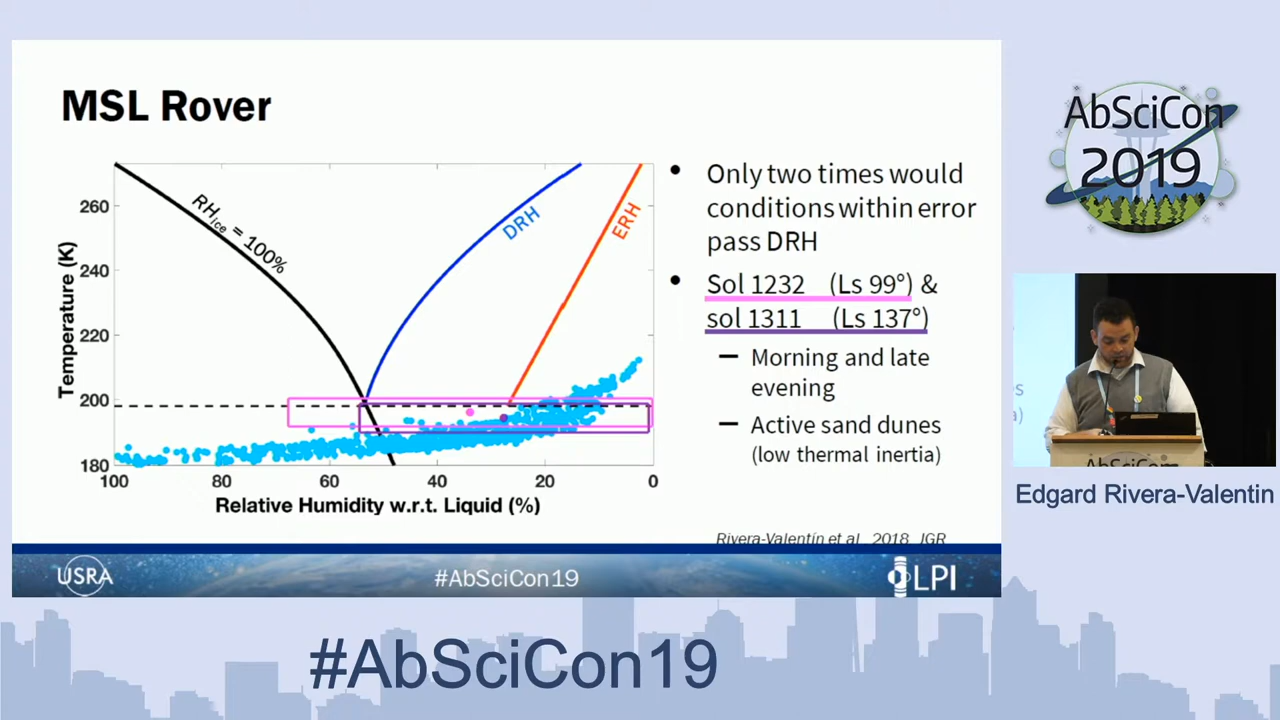 MSL Rover
260
240
220
200
180
Temperature (K)
RHice = 100%
DRH
ERH
100
80
60
40
20
0
Relative Humidity w.r.t. Liquid (%)
• Only two times would
conditions within error
pass DRH
• Sol 1232 (Ls 99°) &
sol 1311 (Ls 137°)
– Morning and late
evening
– Active sand dunes
(low thermal inertia)
Rivera-Valentín et al. 2018 JGR
USRA
#AbSciCon19
LPI
AbSciCon
2019
AbSciCon
Edgard Rivera-Valentin
#AbSciCon19